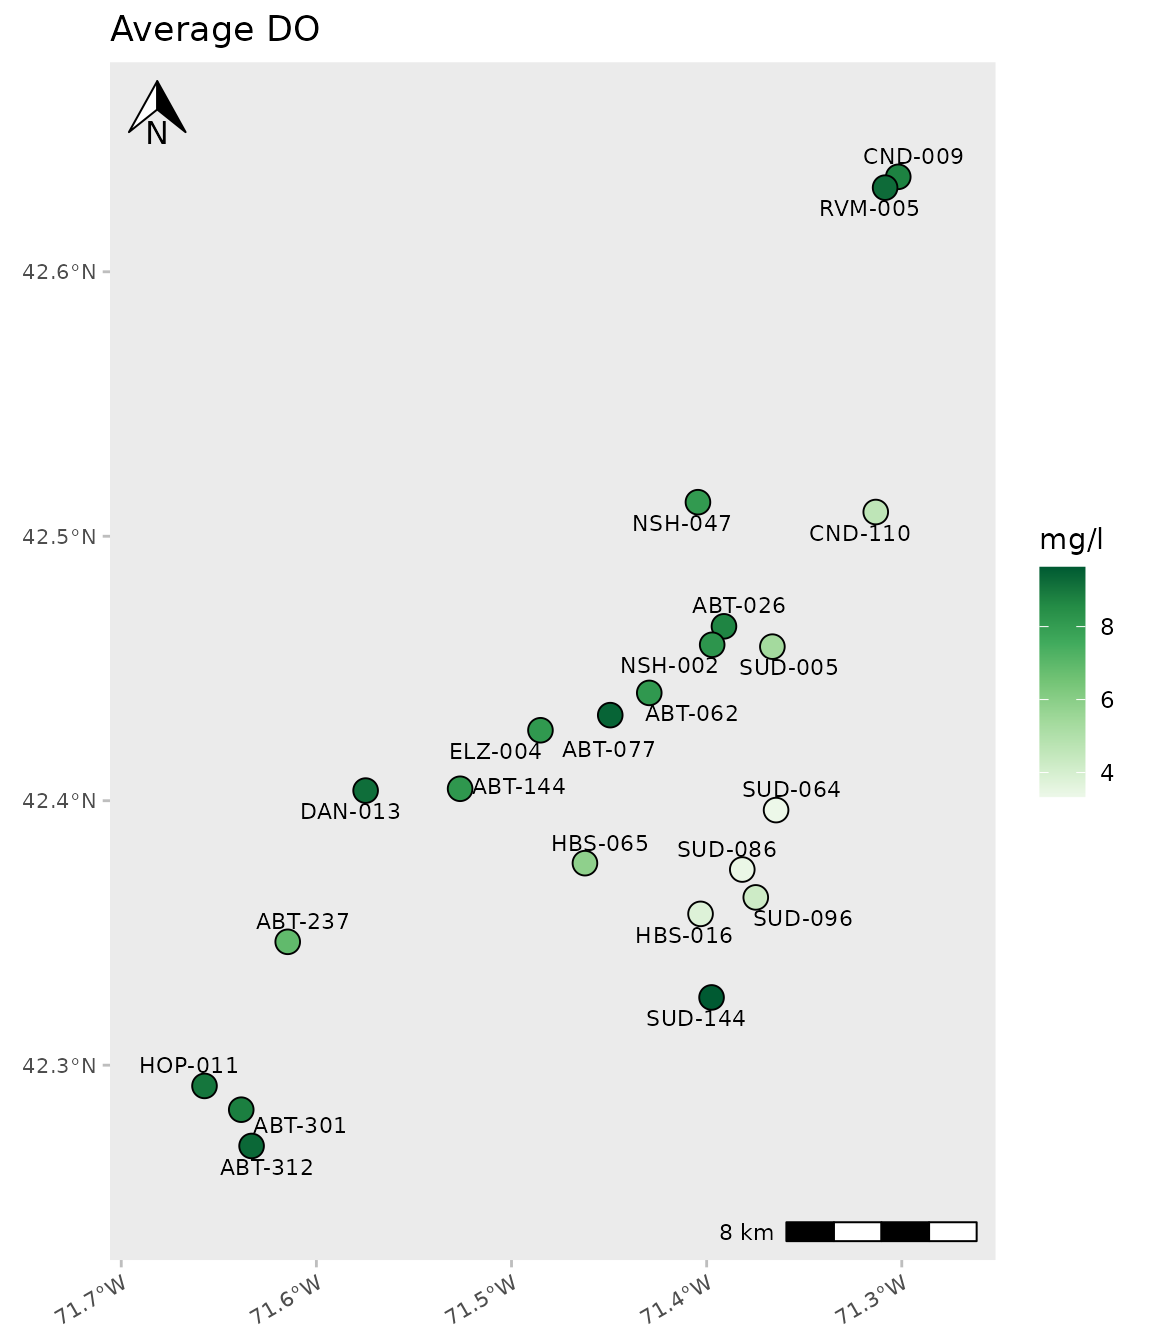 Average DO
N
CND-009
RVM-005
42.6°N
NSH-047
CND-110
42.5°N
mg/l
8
6
4
ABT-026
NSH-002
SUD-005
ABT-062
ELZ-004
ABT-077
ABT-144
DAN-013
42.4°N
SUD-064
HBS-065
SUD-086
ABT-237
SUD-096
HBS-016
SUD-144
HOP-011
42.3°N
ABT-301
ABT-312
8 km
71.7°W
71.6°W
71.5°W
71.4°W
71.3°W